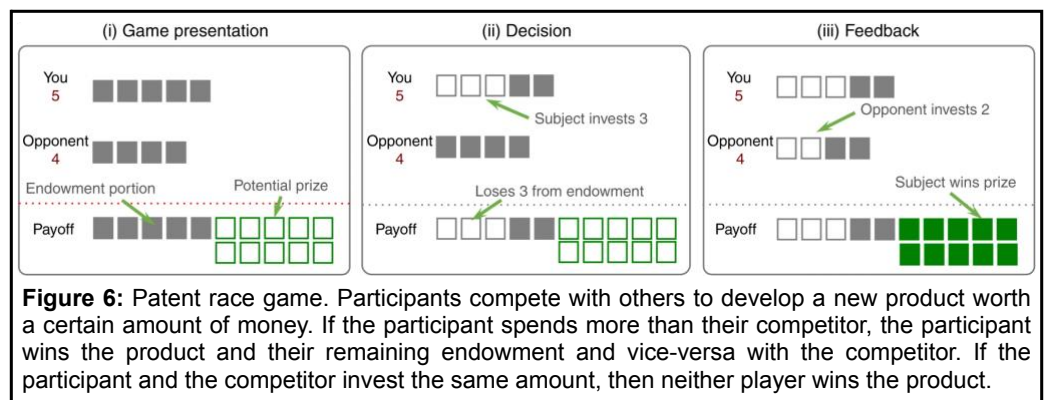 (i) Game presentation
You
5
Opponent
4
Endowment portion
Potential prize
Payoff
(ii) Decision
You
5
Subject invests 3
Opponent
4
Loses 3 from endowment
Payoff
(iii) Feedback
You
5
Opponent invests 2
Opponent
4
Subject wins prize
Payoff
Figure 6: Patent race game. Participants compete with others to develop a new product worth
a certain amount of money. If the participant spends more than their competitor, the participant
wins the product and their remaining endowment and vice-versa with the competitor. If the
participant and the competitor invest the same amount, then neither player wins the product.